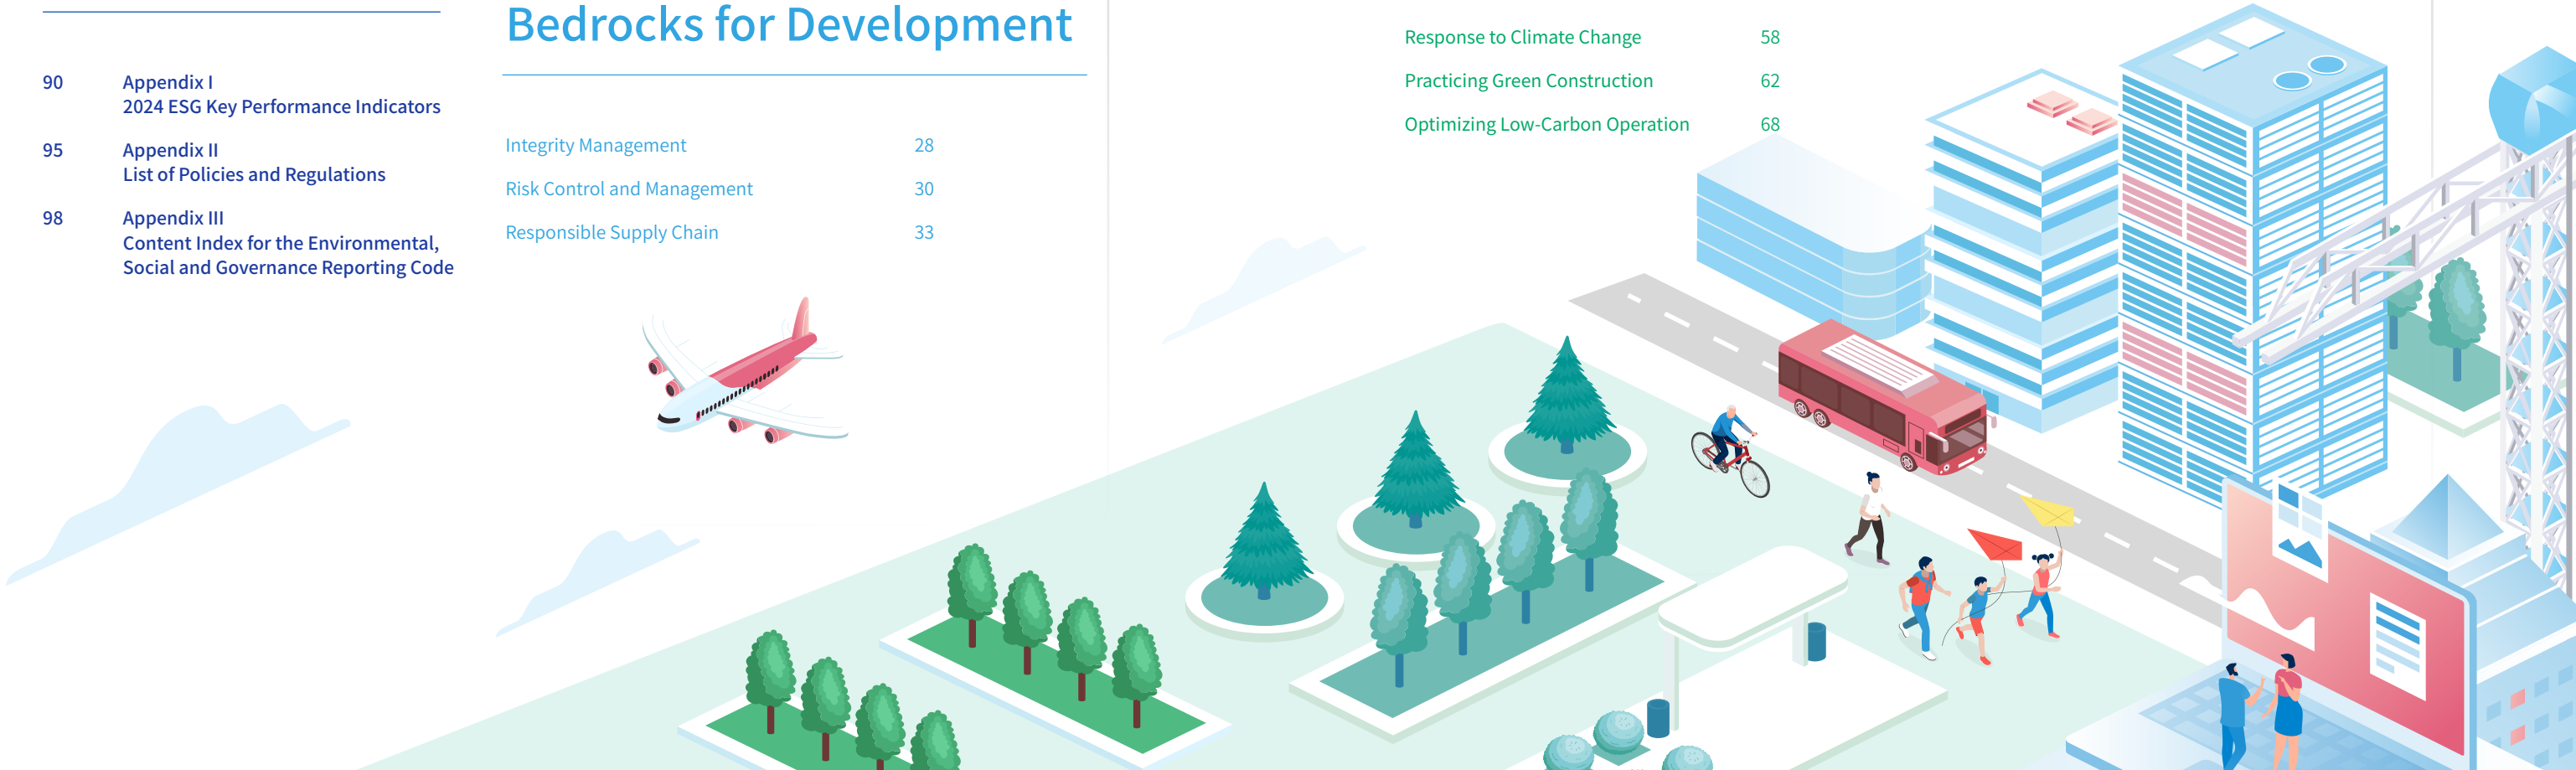 90 Appendix I
2024 ESG Key Performance Indicators
95 Appendix II
List of Policies and Regulations
98 Appendix III
Content Index for the Environmental,
Social and Governance Reporting Code
Bedrocks for Development
Integrity Management 28
Risk Control and Management 30
Responsible Supply Chain 33
Response to Climate Change 58
Practicing Green Construction 62
Optimizing Low-Carbon Operation 68